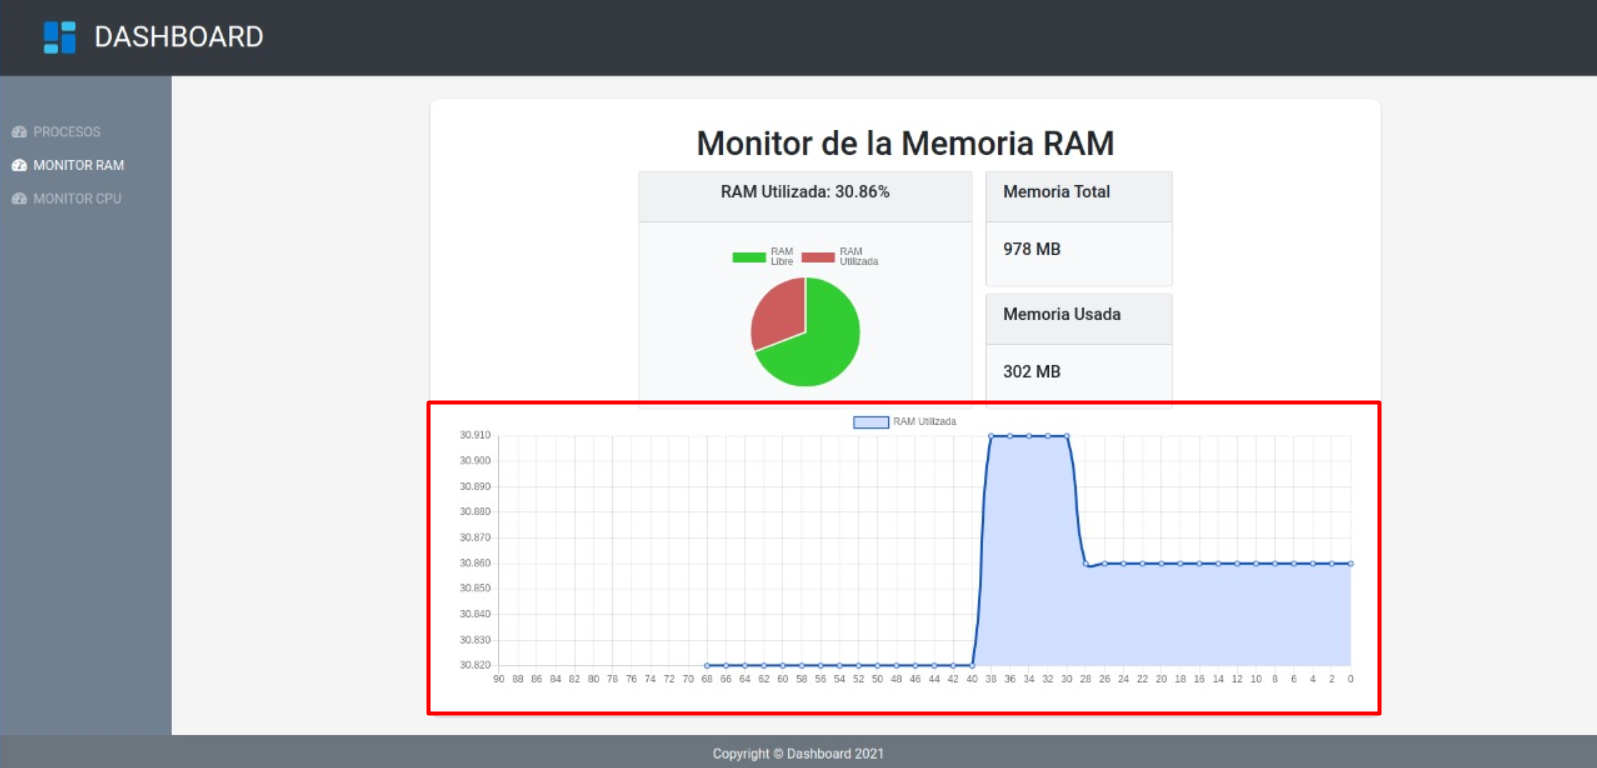 DASHBOARD
PROCESOS
MONITOR RAM
MONITOR CPU
Monitor de la Memoria RAM
RAM Utilizada: 30.86%
RAM
Libre
RAM
Utilizada
Memoria Total
978 MB
Memoria Usada
302 MB
RAM Utilizada
30.910
30.900
30.890
30.880
30.870
30.860
30.850
30.840
30.830
30.820
90 88 86 84 82 80 78 76 74 72 70 68 66 64 62 60 58 56 54 52 50 48 46 44 42 40 38 36 34 32 30 28 26 24 22 20 18 16 14 12 10 8 6 4 2 0
Copyright © Dashboard 2021